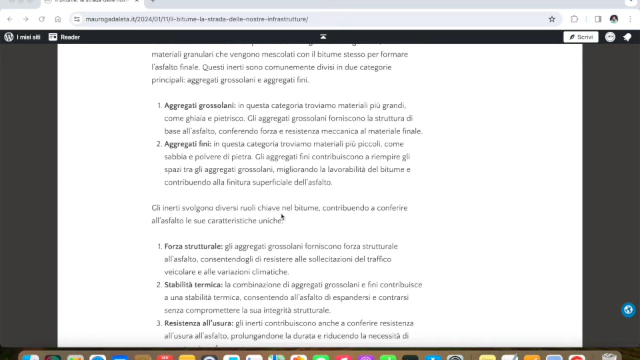 Il bitume, la strada delle nostre infrastr
maurogadaleta.it/2024/01/11/il-bitume-la-strada-delle-nostre-infrastrutture/
I miei siti
Reader
Scrivi
materiali granulari che vengono mescolati con il bitume stesso per formare
l'asfalto finale. Questi inerti sono comunemente divisi in due categorie
principali: aggregati grossolani e aggregati fini.
1. Aggregati grossolani: in questa categoria troviamo materiali più grandi,
come ghiaia e pietrisco. Gli aggregati grossolani forniscono la struttura di
base all'asfalto, conferendo forza e resistenza meccanica al materiale finale.
2. Aggregati fini: in questa categoria troviamo materiali più piccoli, come
sabbia e polvere di pietra. Gli aggregati fini contribuiscono a riempire gli
spazi tra gli aggregati grossolani, migliorando la lavorabilità del bitume e
contribuendo alla finitura superficiale dell'asfalto.
Gli inerti svolgono diversi ruoli chiave nel bitume, contribuendo a conferire
all'asfalto le sue caratteristiche uniche:
1. Forza strutturale: gli aggregati grossolani forniscono forza strutturale
all'asfalto, consentendogli di resistere alle sollecitazioni del traffico
veicolare e alle variazioni climatiche.
2. Stabilità termica: la combinazione di aggregati grossolani e fini contribuisce
a una stabilità termica, consentendo all'asfalto di espandersi e contrarsi
senza compromettere la sua integrità strutturale.
3. Resistenza all'usura: gli inerti contribuiscono anche a conferire resistenza
all'usura all'asfalto, prolungandone la durata e riducendo la necessità di